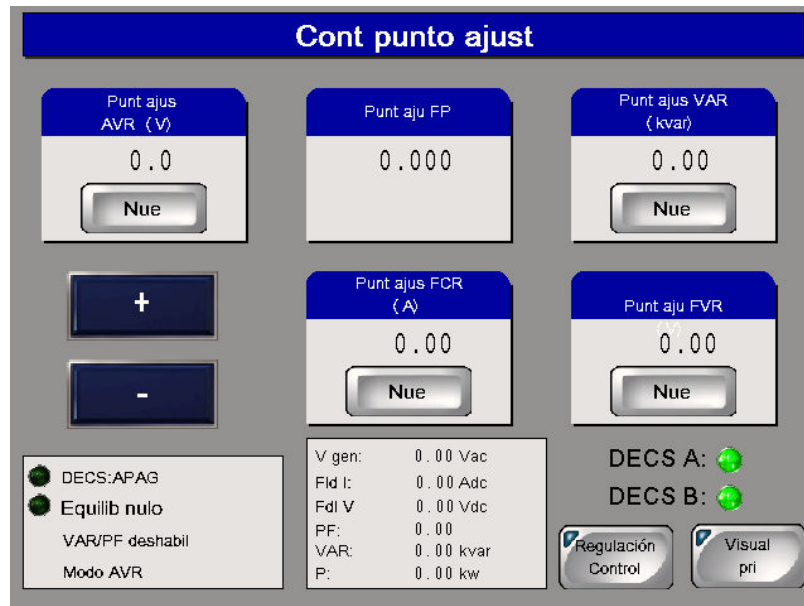 Cont punto ajust
Punt ajus
AVR (V)
0.0
Nue
Punt aju FP
0.000
Punt ajus VAR
(kvar)
0.00
Nue
+
-
Punt ajus FCR
(A)
0.00
Nue
Punt aju FVR
(V)
0.00
Nue
DECS:APAG
Equilib nulo
VAR/PF deshabil
Modo AVR
V gen: 0.00 Vac
Fld I: 0.00 Adc
Fdl V 0.00 Vdc
PF: 0.00
VAR: 0.00 kvar
P: 0.00 kw
DECS A:
DECS B:
Regulación
Control
Visual
pri